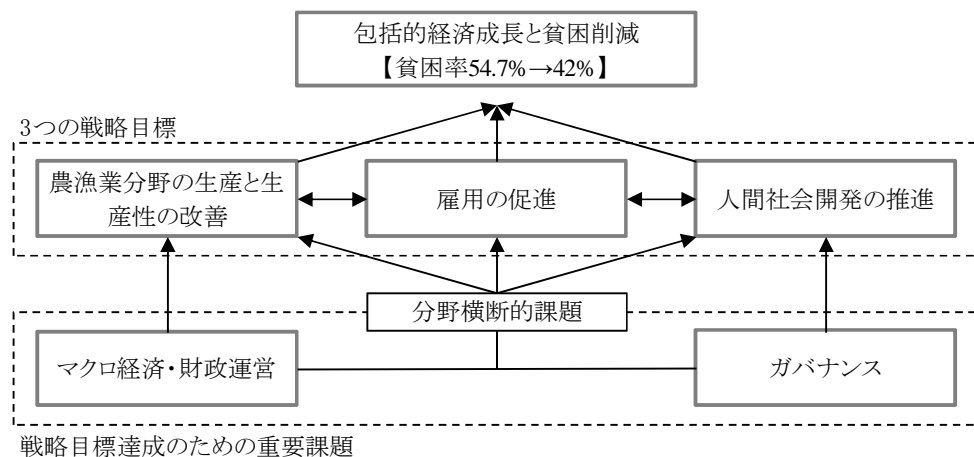 包括的経済成長と貧困削減
【貧困率54.7%→42%】
3つの戦略目標
農漁業分野の生産と生
産性の改善
雇用の促進
人間社会開発の推進
分野横断的課題
マクロ経済・財政運営
ガバナンス
戦略目標達成のための重要課題